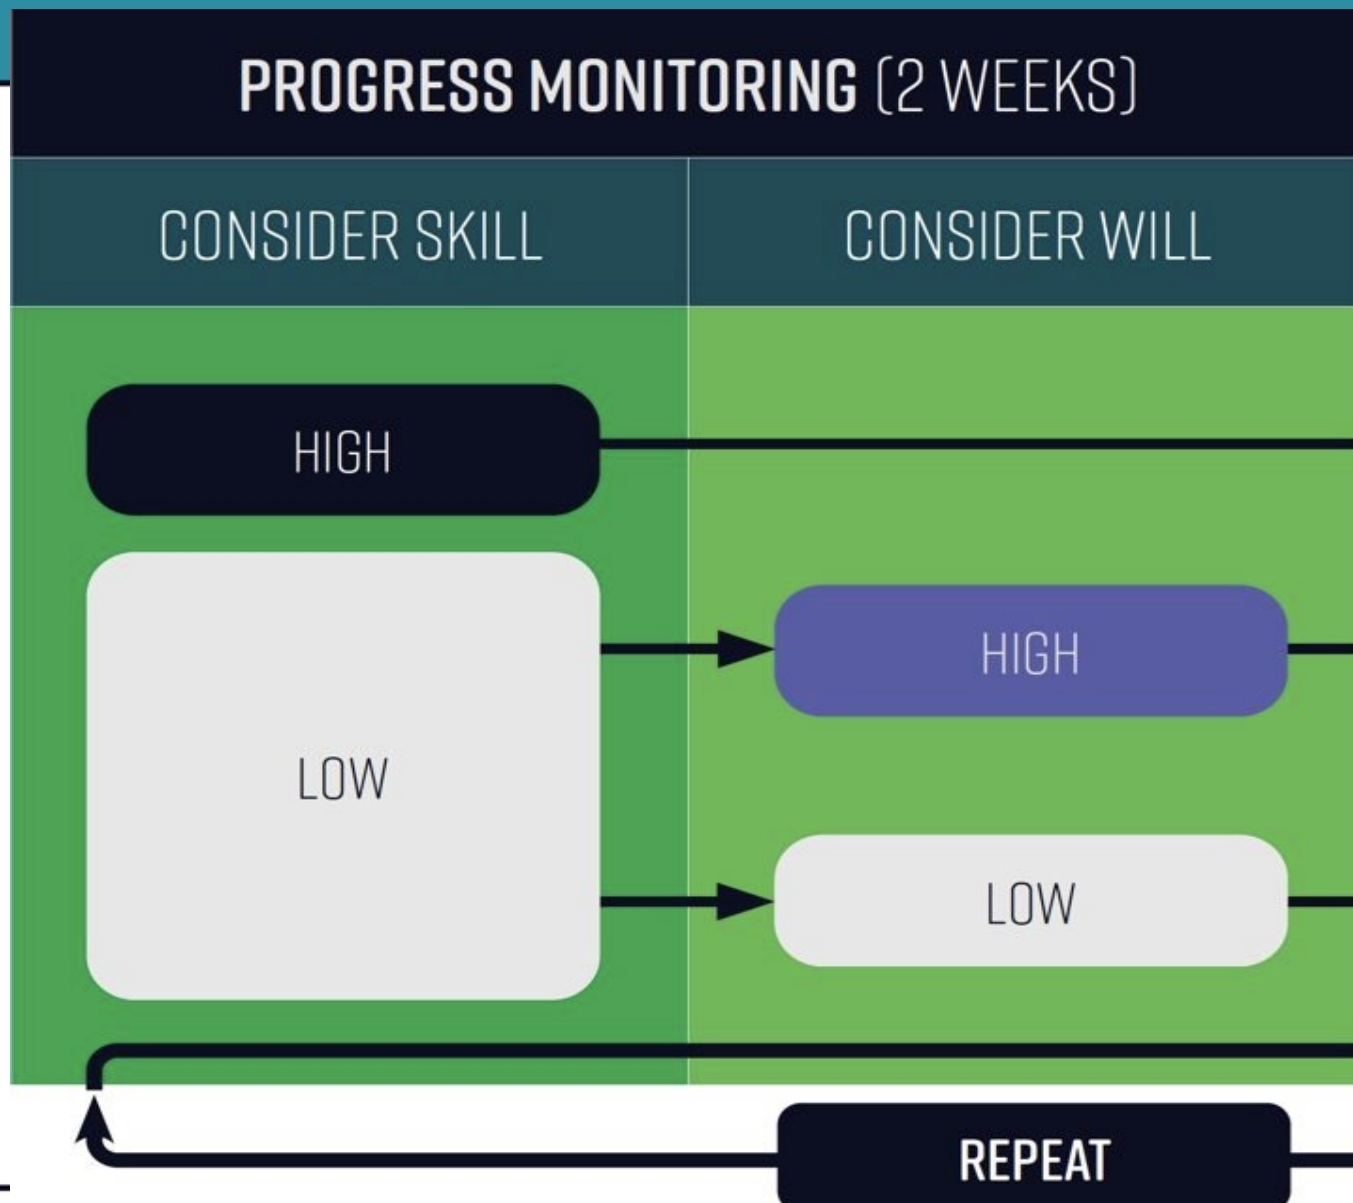 PROGRESS MONITORING (2 WEEKS)
CONSIDER SKILL
CONSIDER WILL
HIGH
HIGH
LOW
LOW
REPEAT